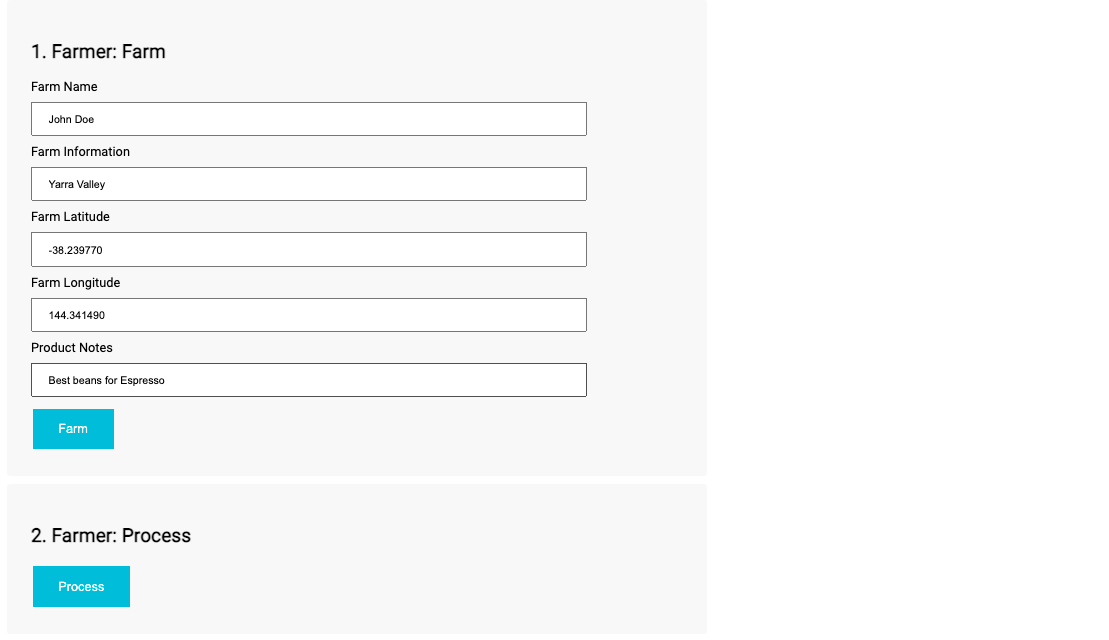 1. Farmer: Farm
Farm Name
John Doe
Farm Information
Yarra Valley
Farm Latitude
-38.239770
Farm Longitude
144.341490
Product Notes
Best beans for Espresso
Farm
2. Farmer: Process
Process